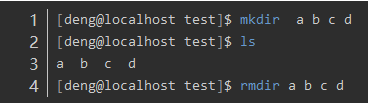 1 [deng@localhost test]$ mkdir  a b c d
2 [deng@localhost test]$ ls
3 a  b  c  d
4 [deng@localhost test]$ rmdir a b c d